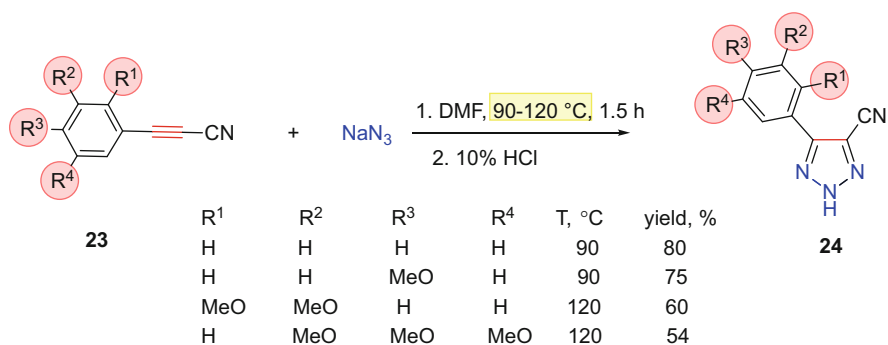 R² R¹
R³ CN
R⁴
23
+ NaN₃
1. DMF, 90-120 °C, 1.5 h
2. 10% HCl
R³ R²
R¹
R⁴
CN
N N
N
H
24
R¹ R² R³ R⁴ T, °C yield, %
H H H H 90 80
H H MeO H 90 75
MeO MeO H H 120 60
H MeO MeO MeO 120 54